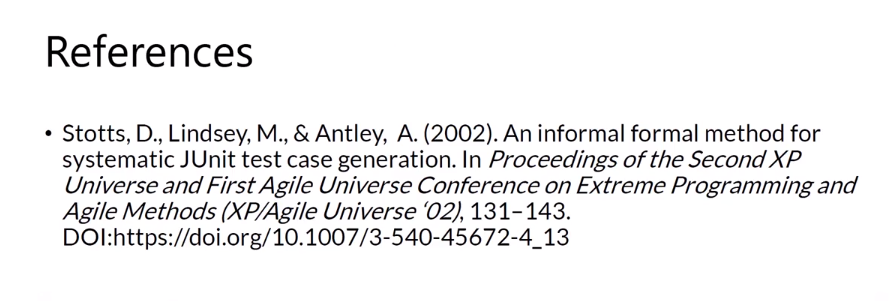 References
• Stotts, D., Lindsey, M., & Antley, A. (2002). An informal formal method for
systematic JUnit test case generation. In Proceedings of the Second XP
Universe and First Agile Universe Conference on Extreme Programming and
Agile Methods (XP/Agile Universe ‘02), 131–143.
DOI:https://doi.org/10.1007/3-540-45672-4_13